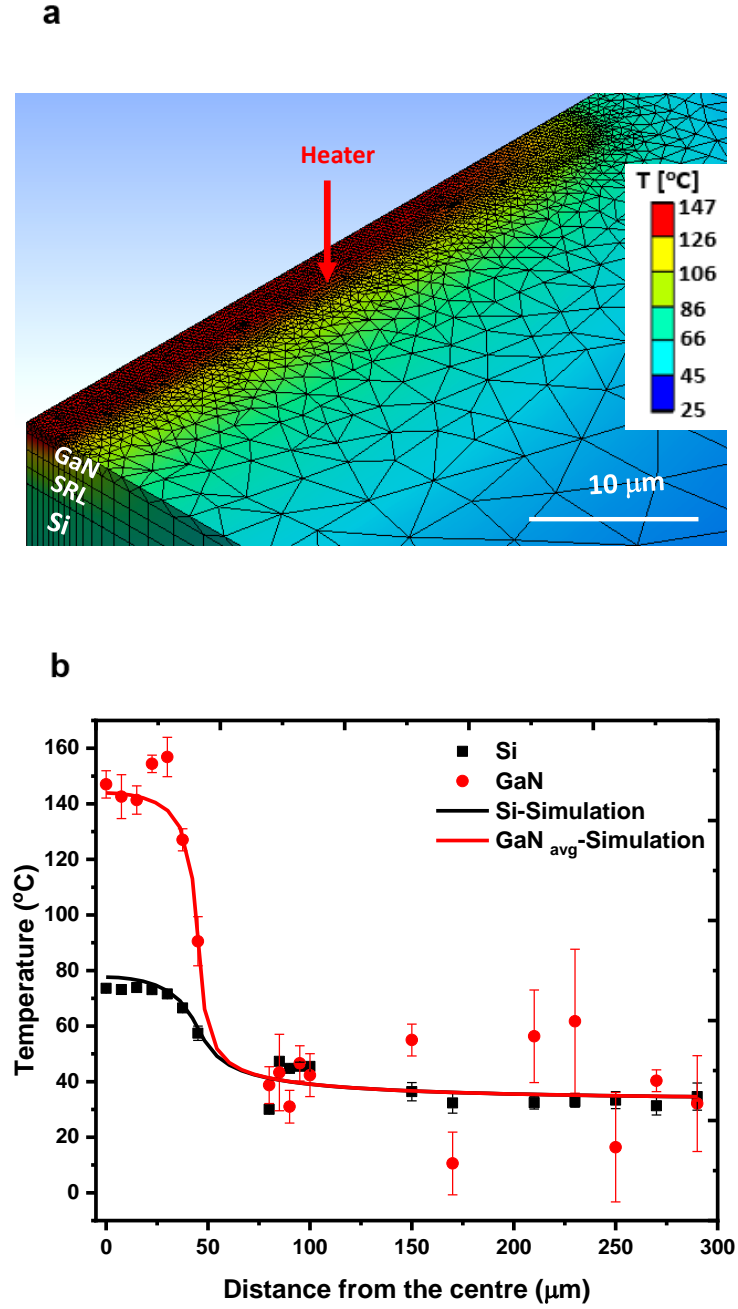 a
Heater
T [°C]
147
126
106
86
66
45
25
GaN
SRL
Si
10 μm
b
Si
GaN
Si-Simulation
GaN avg-Simulation
Temperature (°C)
160
140
120
100
80
60
40
20
0
0 50 100 150 200 250 300
Distance from the centre (μm)